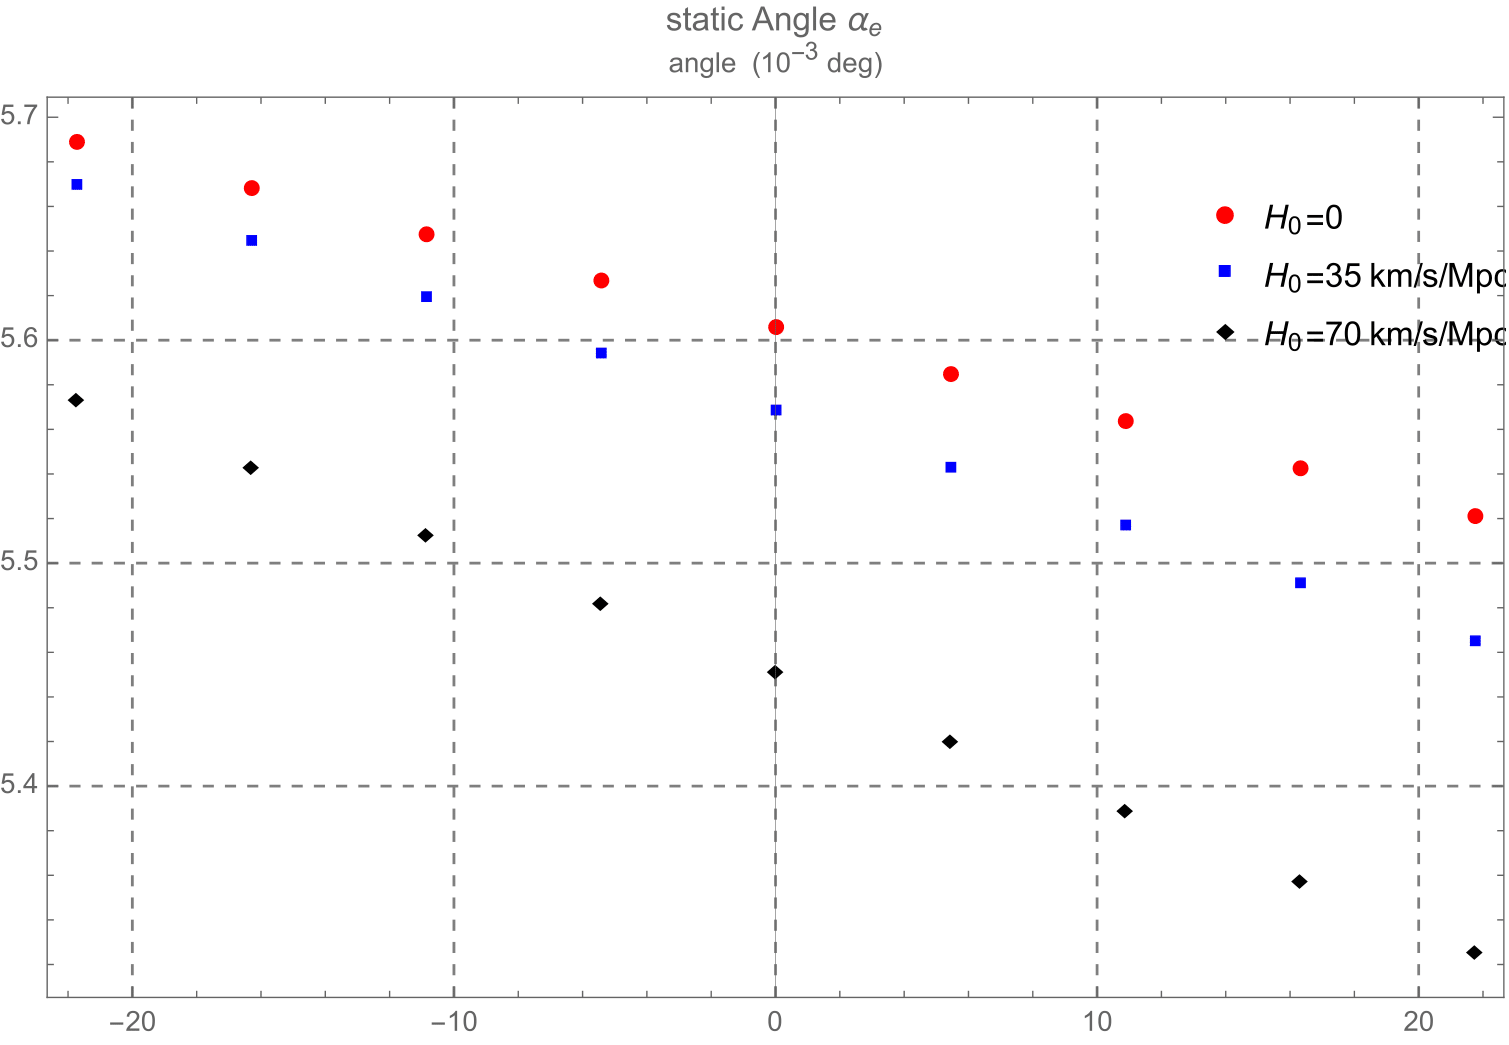 static Angle αₑ
angle (10⁻³ deg)
5.7
5.6
5.5
5.4
H₀=0
H₀=35 km/s/Mpc
H₀=70 km/s/Mpc
−20
−10
0
10
20